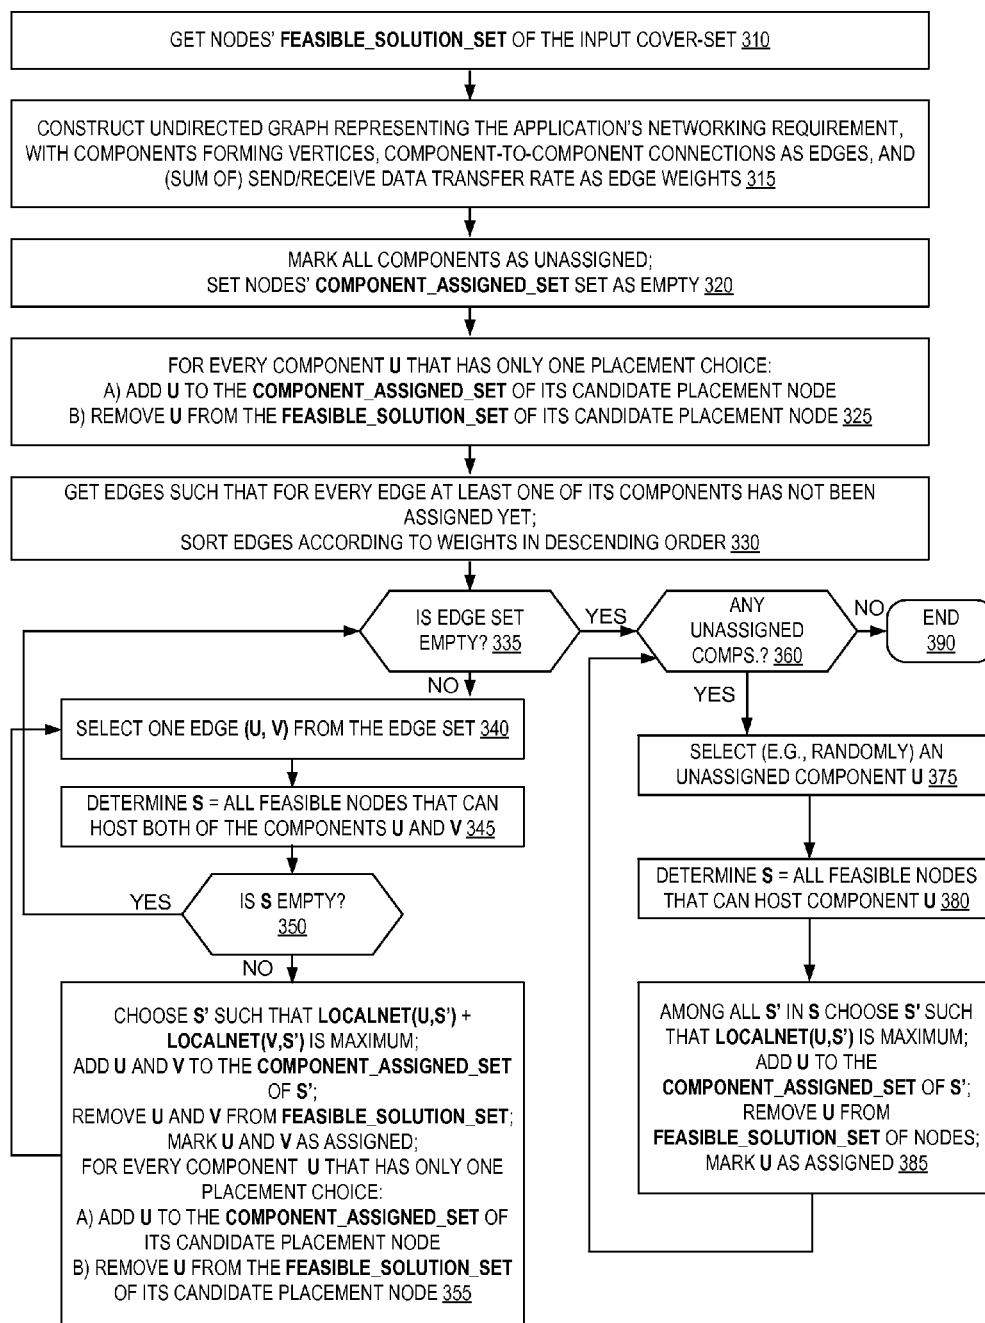 GET NODES' FEASIBLE_SOLUTION_SET OF THE INPUT COVER-SET 310
CONSTRUCT UNDIRECTED GRAPH REPRESENTING THE APPLICATION'S NETWORKING REQUIREMENT,
WITH COMPONENTS FORMING VERTICES, COMPONENT-TO-COMPONENT CONNECTIONS AS EDGES, AND
(SUM OF) SEND/RECEIVE DATA TRANSFER RATE AS EDGE WEIGHTS 315
MARK ALL COMPONENTS AS UNASSIGNED;
SET NODES' COMPONENT_ASSIGNED_SET SET AS EMPTY 320
FOR EVERY COMPONENT U THAT HAS ONLY ONE PLACEMENT CHOICE:
A) ADD U TO THE COMPONENT_ASSIGNED_SET OF ITS CANDIDATE PLACEMENT NODE
B) REMOVE U FROM THE FEASIBLE_SOLUTION_SET OF ITS CANDIDATE PLACEMENT NODE 325
GET EDGES SUCH THAT FOR EVERY EDGE AT LEAST ONE OF ITS COMPONENTS HAS NOT BEEN
ASSIGNED YET;
SORT EDGES ACCORDING TO WEIGHTS IN DESCENDING ORDER 330
IS EDGE SET
EMPTY? 335
YES
NO
SELECT ONE EDGE (U, V) FROM THE EDGE SET 340
DETERMINE S = ALL FEASIBLE NODES THAT CAN
HOST BOTH OF THE COMPONENTS U AND V 345
IS S EMPTY?
350
YES
NO
CHOOSE S' SUCH THAT LOCALNET(U,S') +
LOCALNET(V,S') IS MAXIMUM;
ADD U AND V TO THE COMPONENT_ASSIGNED_SET
OF S';
REMOVE U AND V FROM FEASIBLE_SOLUTION_SET;
MARK U AND V AS ASSIGNED;
FOR EVERY COMPONENT U THAT HAS ONLY ONE
PLACEMENT CHOICE:
A) ADD U TO THE COMPONENT_ASSIGNED_SET OF
ITS CANDIDATE PLACEMENT NODE
B) REMOVE U FROM THE FEASIBLE_SOLUTION_SET
OF ITS CANDIDATE PLACEMENT NODE 355
ANY
UNASSIGNED
COMPS.? 360
NO
END
390
YES
SELECT (E.G., RANDOMLY) AN
UNASSIGNED COMPONENT U 375
DETERMINE S = ALL FEASIBLE NODES
THAT CAN HOST COMPONENT U 380
AMONG ALL S' IN S CHOOSE S' SUCH
THAT LOCALNET(U,S') IS MAXIMUM;
ADD U TO THE
COMPONENT_ASSIGNED_SET OF S';
REMOVE U FROM
FEASIBLE_SOLUTION_SET OF NODES;
MARK U AS ASSIGNED 385